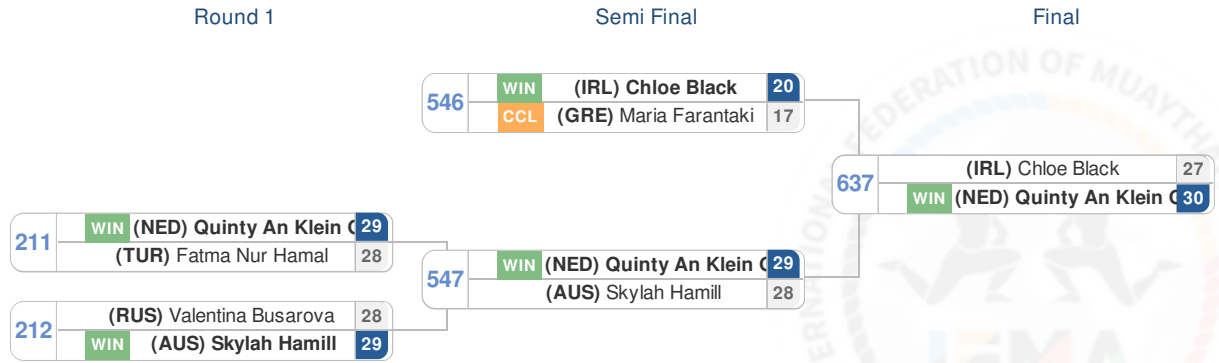 Round 1 Semi Final Final
546 WIN (IRL) Chloe Black 20
CCL (GRE) Maria Farantaki 17
637 (IRL) Chloe Black 27
WIN (NED) Quinty An Klein 30
211 WIN (NED) Quinty An Klein 29
(TUR) Fatma Nur Hamal 28
547 WIN (NED) Quinty An Klein 29
(AUS) Skylah Hamill 28
212 (RUS) Valentina Busarova 28
WIN (AUS) Skylah Hamill 29
FEDERATION OF
IFMA